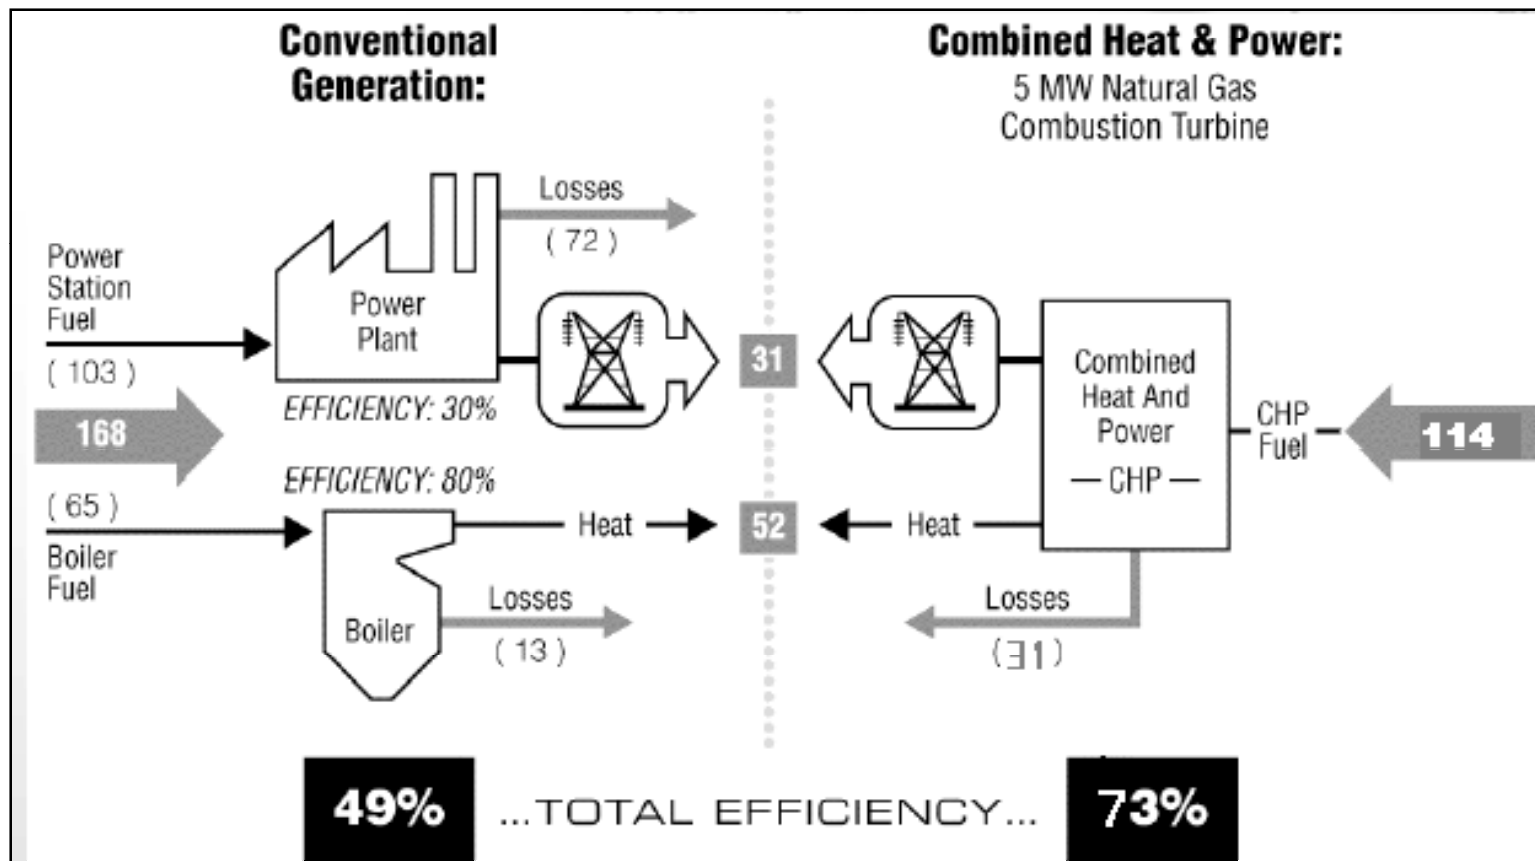 Conventional
Generation:
Combined Heat & Power:
5 MW Natural Gas
Combustion Turbine
Losses
( 72 )
Power
Station
Fuel
( 103 )
168
( 65 )
Boiler
Fuel
Power
Plant
EFFICIENCY: 30%
EFFICIENCY: 80%
Heat
Boiler
Losses
( 13 )
31
52
Combined
Heat And
Power
— CHP —
CHP
Fuel
114
Heat
Losses
(31)
49%
...TOTAL EFFICIENCY...
73%